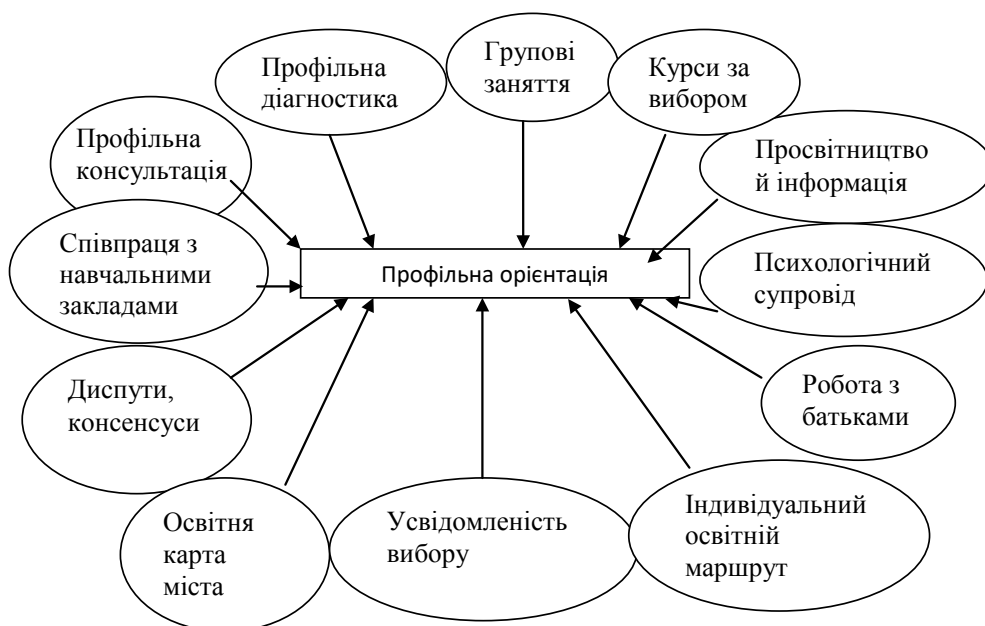 Групові
заняття
Профільна
діагностика
Курси за
вибором
Профільна
консультація
Просвітництво
й інформація
Співпраця з
навчальними
закладами
Профільна орієнтація
Психологічний
супровід
Диспути,
консенсуси
Робота з
батьками
Освітня
карта
міста
Усвідомленість
вибору
Індивідуальний
освітній
маршрут